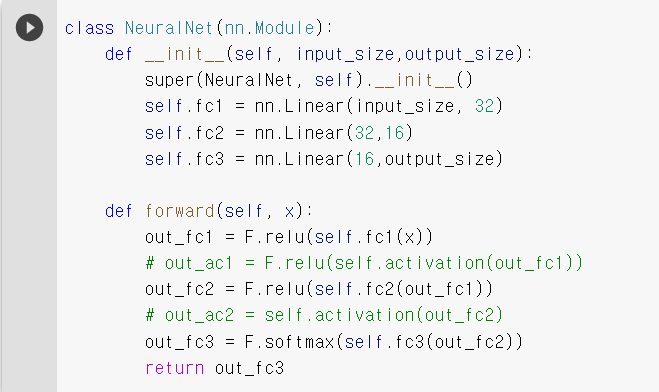 class NeuralNet(nn.Module):
    def __init__(self, input_size,output_size):
        super(NeuralNet, self).__init__()
        self.fc1 = nn.Linear(input_size, 32)
        self.fc2 = nn.Linear(32,16)
        self.fc3 = nn.Linear(16,output_size)

    def forward(self, x):
        out_fc1 = F.relu(self.fc1(x))
        # out_ac1 = F.relu(self.activation(out_fc1))
        out_fc2 = F.relu(self.fc2(out_fc1))
        # out_ac2 = self.activation(out_fc2)
        out_fc3 = F.softmax(self.fc3(out_fc2))
        return out_fc3